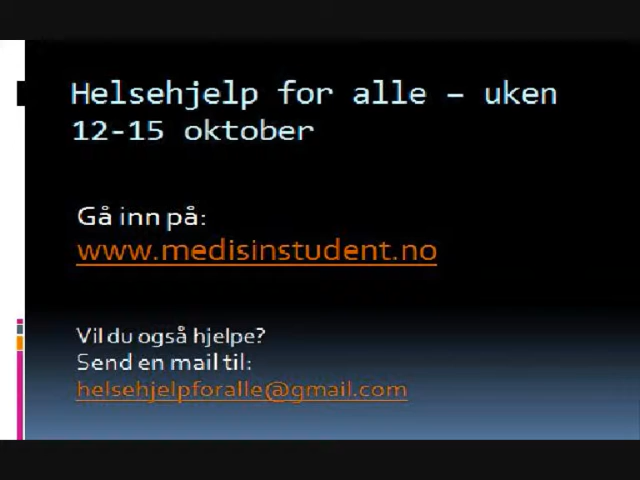 Helsehjelp for alle – uken
12-15 oktober
Gå inn på:
www.medisinstudent.no
Vil du også hjelpe?
Send en mail til:
helsehjelpforalle@gmail.com